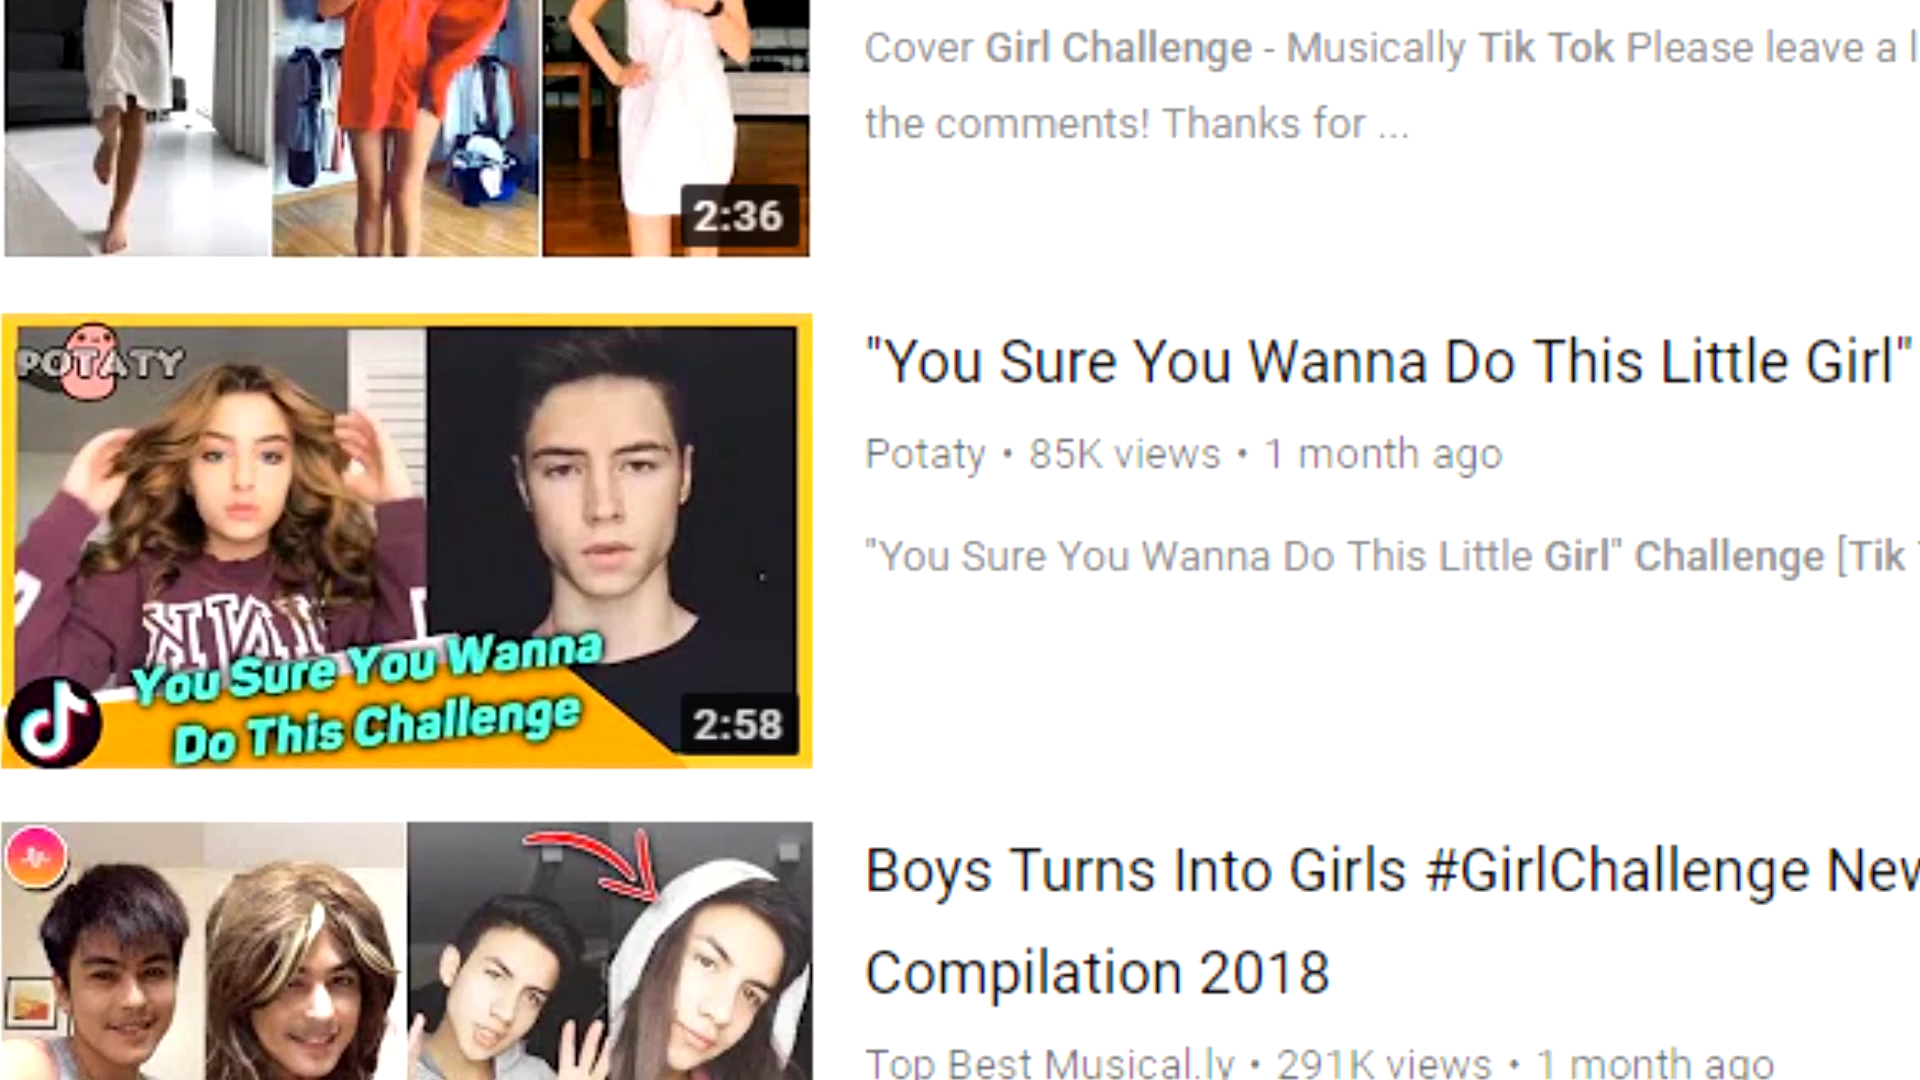 Cover Girl Challenge - Musically Tik Tok Please leave a l
the comments! Thanks for ...
2:36
POTATY
You Sure You Wanna
Do This Challenge
2:58
"You Sure You Wanna Do This Little Girl"
Potaty • 85K views • 1 month ago
"You Sure You Wanna Do This Little Girl" Challenge [Tik
Boys Turns Into Girls #GirlChallenge New
Compilation 2018
Top Best Musical.ly • 291K views • 1 month ago